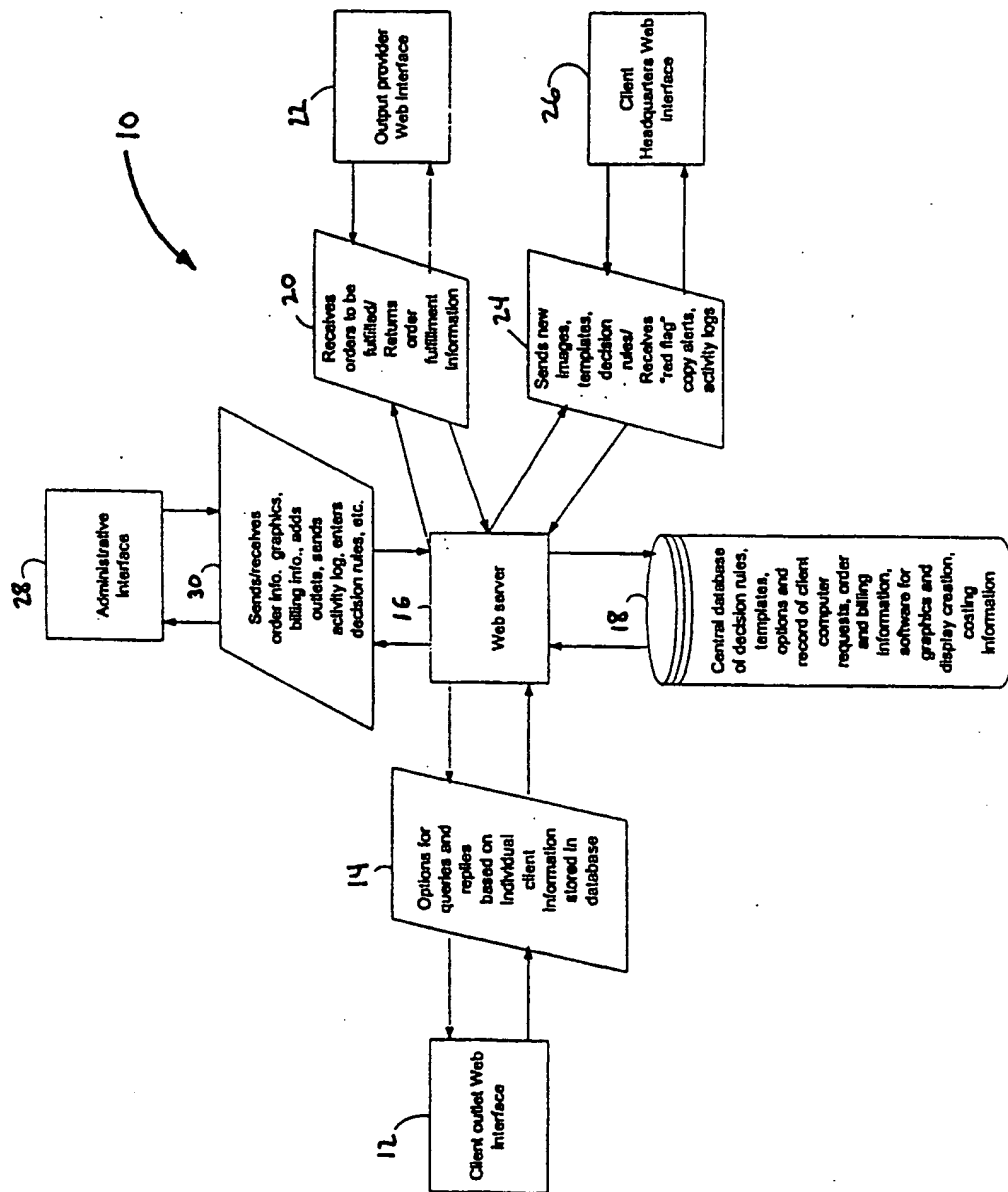 10
28
Administrative
Interface
30
Sends/receives
order info. graphics,
billing info., adds
outlets, sends
activity log, enters
decision rules, etc.
22
Output provider
Web Interface
20
Receives
orders to be
fulfilled/
Returns
order
fulfillment
Information
26
Client
Headquarters Web
Interface
24
Sends new
Images,
templates,
decision
rules/
Receives
"red flag"
copy alerts,
activity logs
16
Web server
14
Options for
queries and
replies
based on
Individual
client
Information
stored in
database
12
Client outlet Web
Interface
18
Central database
of decision rules,
templates,
options and
record of client
computer
requests, order
and billing
Information,
software for
graphics and
display creation,
costing
Information